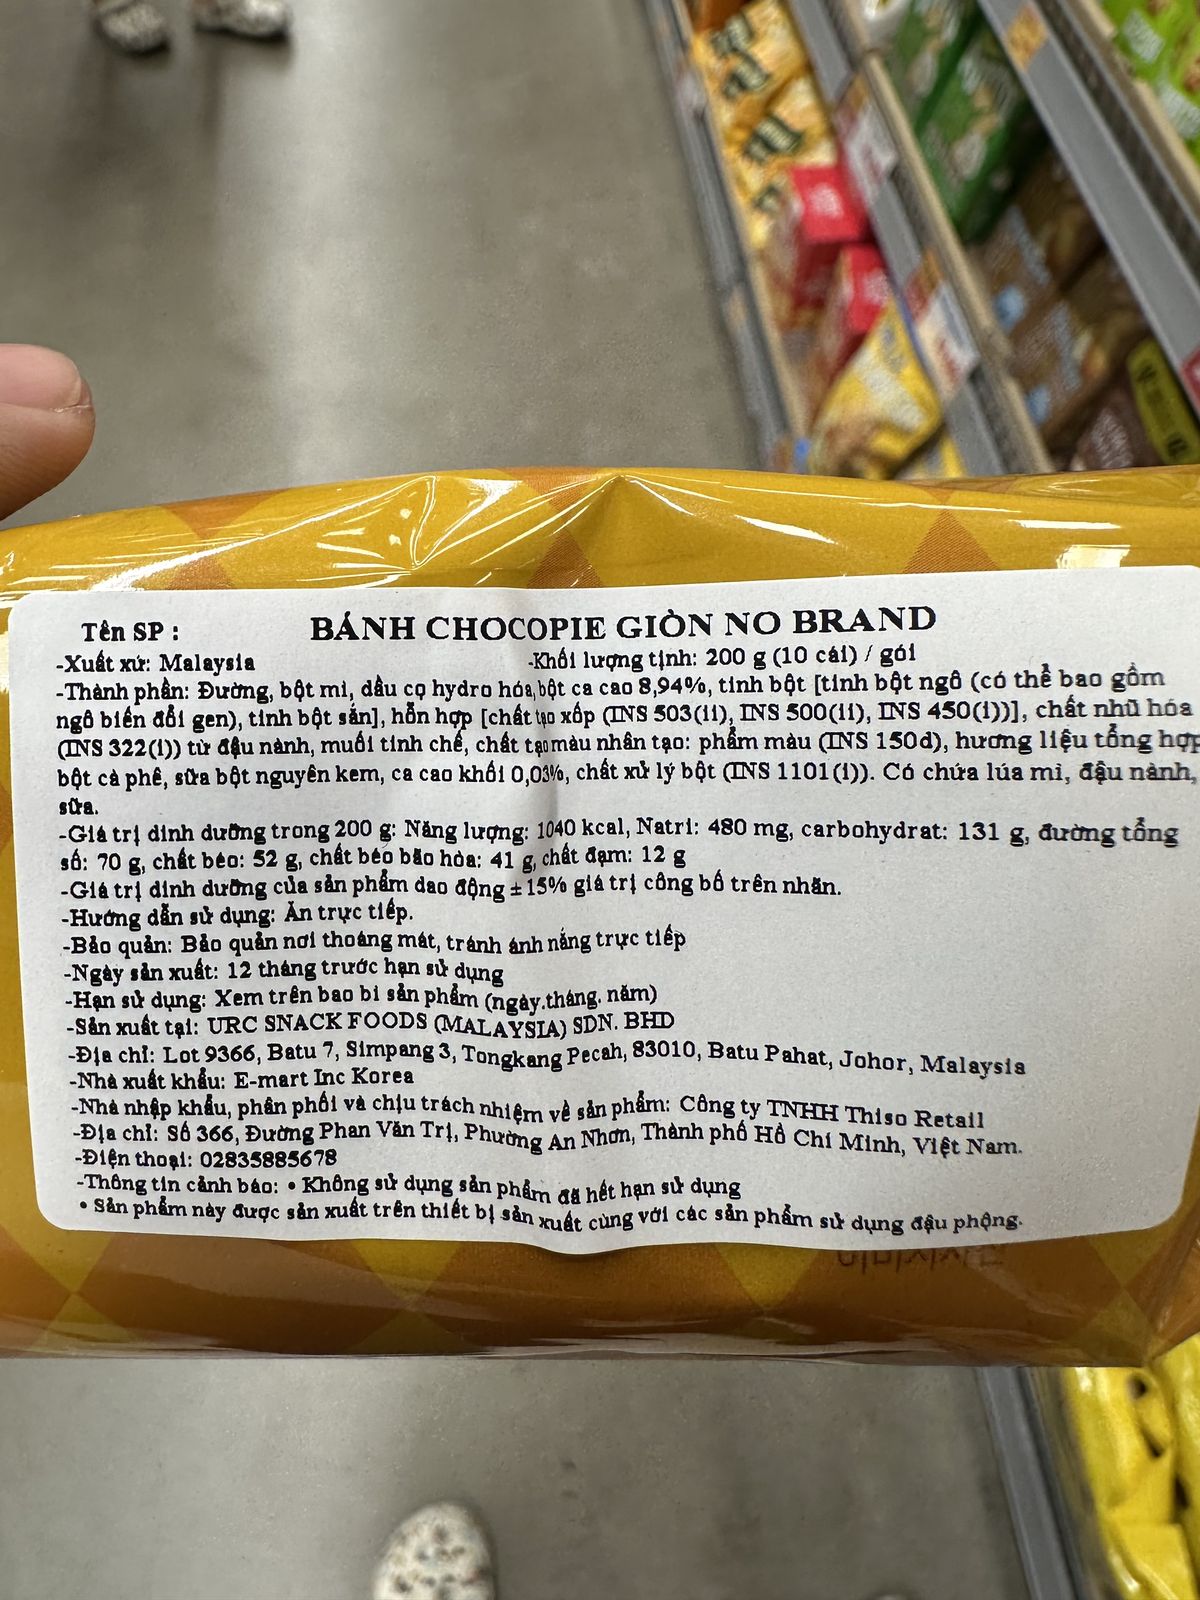 Tên SP : BÁNH CHOCOPIE GIÒN NO BRAND
-Xuất xứ: Malaysia -Khối lượng tịnh: 200 g (10 cái) / gói
-Thành phần: Đường, bột mì, dầu cọ hydro hóa, bột ca cao 8,94%, tinh bột [tinh bột ngô (có thể bao gồm
ngô biến đổi gen), tinh bột sắn], hỗn hợp [chất tạo xốp (INS 503(ii), INS 500(ii), INS 450(i))], chất nhũ hóa
(INS 322(i)) từ đậu nành, muối tinh chế, chất tạo màu nhân tạo: phẩm màu (INS 150d), hương liệu tổng hợp
bột cà phê, sữa bột nguyên kem, ca cao khối 0,03%, chất xử lý bột (INS 1101(i)). Có chứa lúa mì, đậu nành,
sữa.
-Giá trị dinh dưỡng trong 200 g: Năng lượng: 1040 kcal, Natri: 480 mg, carbohydrat: 131 g, đường tổng
số: 70 g, chất béo: 52 g, chất béo bão hòa: 41 g, chất đạm: 12 g
-Giá trị dinh dưỡng của sản phẩm dao động ± 15% giá trị công bố trên nhãn.
-Hướng dẫn sử dụng: Ăn trực tiếp.
-Bảo quản: Bảo quản nơi thoáng mát, tránh ánh nắng trực tiếp
-Ngày sản xuất: 12 tháng trước hạn sử dụng
-Hạn sử dụng: Xem trên bao bì sản phẩm (ngày.tháng. năm)
-Sản xuất tại: URC SNACK FOODS (MALAYSIA) SDN. BHD
-Địa chỉ: Lot 9366, Batu 7, Simpang 3, Tongkang Pecah, 83010, Batu Pahat, Johor, Malaysia
-Nhà xuất khẩu: E-mart Inc Korea
-Nhà nhập khẩu, phân phối và chịu trách nhiệm về sản phẩm: Công ty TNHH Thiso Retail
-Địa chỉ: Số 366, Đường Phan Văn Trị, Phường An Nhơn, Thành phố Hồ Chí Minh, Việt Nam.
-Điện thoại: 02835885678
-Thông tin cảnh báo: • Không sử dụng sản phẩm đã hết hạn sử dụng
• Sản phẩm này được sản xuất trên thiết bị sản xuất cùng với các sản phẩm sử dụng đậu phộng.